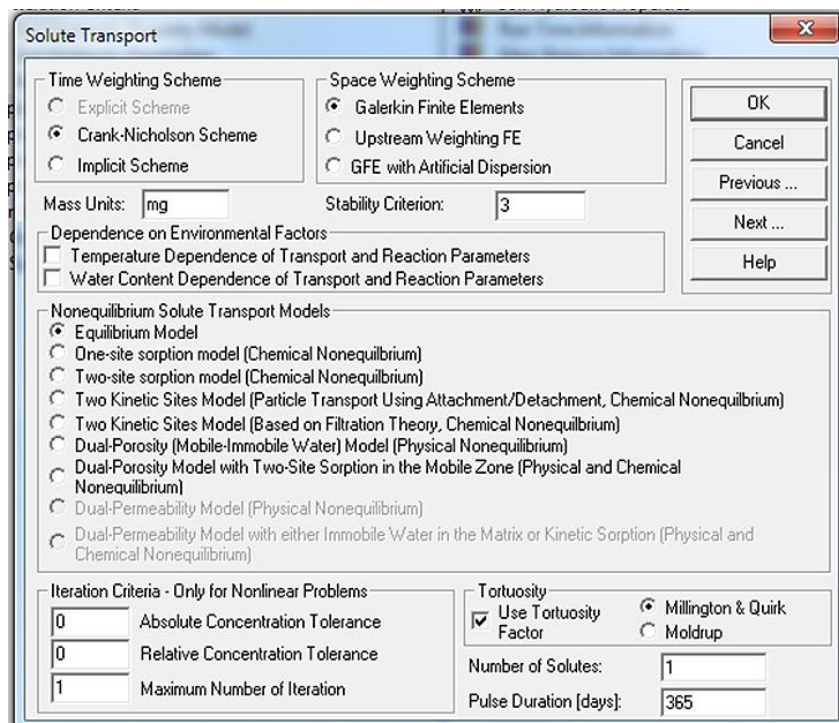 Solute Transport
Time Weighting Scheme
Explicit Scheme
Crank-Nicholson Scheme
Implicit Scheme
Space Weighting Scheme
Galerkin Finite Elements
Upstream Weighting FE
GFE with Artificial Dispersion
OK
Cancel
Previous ...
Next ...
Help
Mass Units: mg
Stability Criterion: 3
Dependence on Environmental Factors
Temperature Dependence of Transport and Reaction Parameters
Water Content Dependence of Transport and Reaction Parameters
Nonequilibrium Solute Transport Models
Equilibrium Model
One-site sorption model (Chemical Nonequilbrium)
Two-site sorption model (Chemical Nonequilbrium)
Two Kinetic Sites Model (Particle Transport Using Attachment/Detachment, Chemical Nonequilbrium)
Two Kinetic Sites Model (Based on Filtration Theory, Chemical Nonequilbrium)
Dual-Porosity (Mobile-Immobile Water) Model (Physical Nonequilibrium)
Dual-Porosity Model with Two-Site Sorption in the Mobile Zone (Physical and Chemical
Nonequilibrium)
Dual-Permeability Model (Physical Nonequilibrium)
Dual-Permeability Model with either Immobile Water in the Matrix or Kinetic Sorption (Physical and
Chemical Nonequilibrium)
Iteration Criteria - Only for Nonlinear Problems
0 Absolute Concentration Tolerance
0 Relative Concentration Tolerance
1 Maximum Number of Iteration
Tortuosity
Use Tortuosity
Factor
Millington & Quirk
Moldrup
Number of Solutes: 1
Pulse Duration [days]: 365